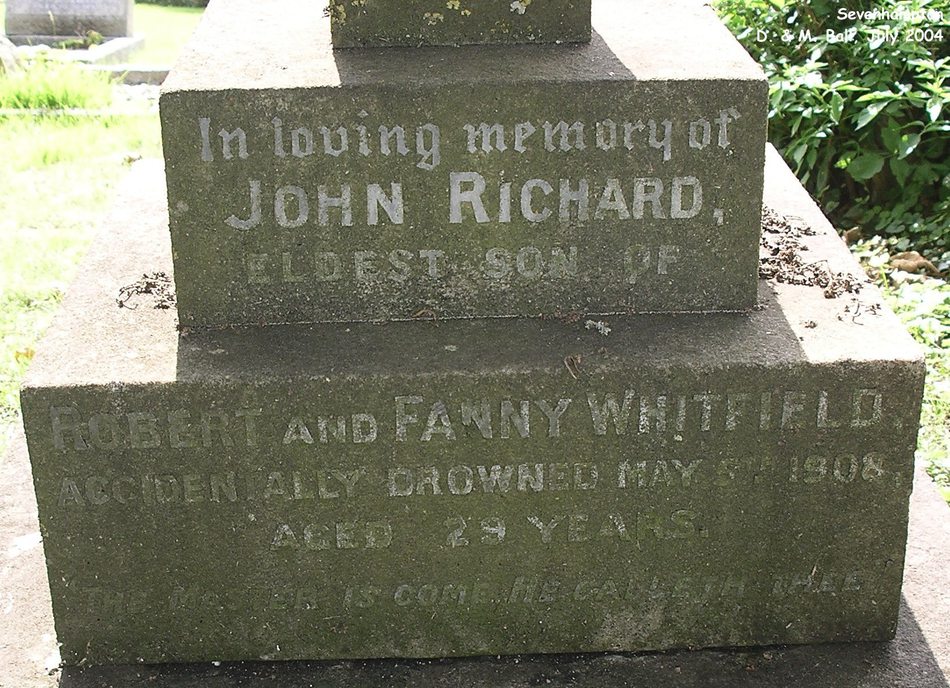 Sevenhampton
D. & M. Ball, July 2004
In loving memory of
JOHN RICHARD,
ELDEST SON OF
ROBERT AND FANNY WHITFIELD,
ACCIDENTALLY DROWNED MAY 5TH 1908,
AGED 29 YEARS.
THE MASTER IS COME, HE CALLETH THEE